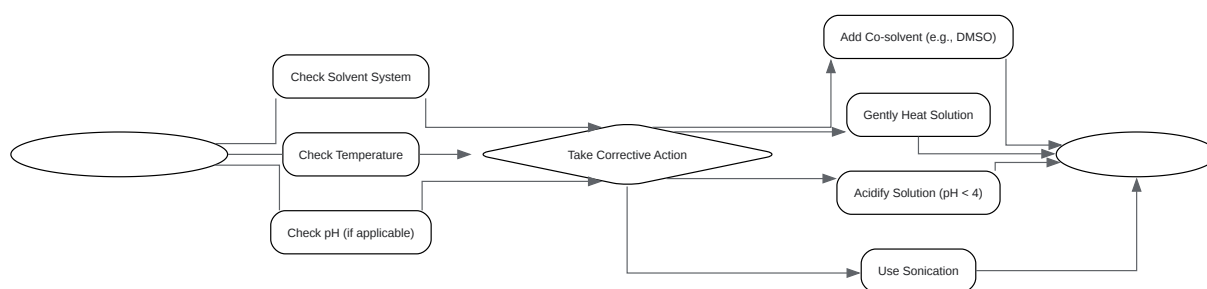 Check Solvent System
Check Temperature
Check pH (if applicable)
Take Corrective Action
Add Co-solvent (e.g., DMSO)
Gently Heat Solution
Acidify Solution (pH < 4)
Use Sonication